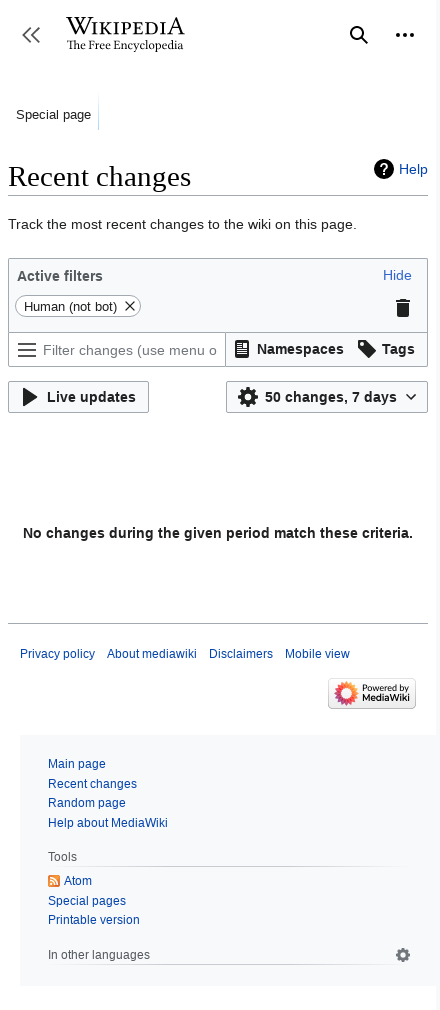 WIKIPEDIA
The Free Encyclopedia
Special page
Recent changes
Help
Track the most recent changes to the wiki on this page.
Active filters
Hide
Human (not bot)
Filter changes (use menu o
Namespaces
Tags
Live updates
50 changes, 7 days
No changes during the given period match these criteria.
Privacy policy About mediawiki Disclaimers Mobile view
Powered by
MediaWiki
Main page
Recent changes
Random page
Help about MediaWiki
Tools
Atom
Special pages
Printable version
In other languages